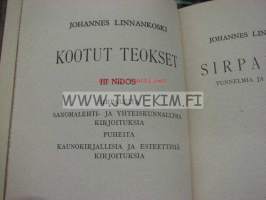 JOHANNES LINNANKOSKI
KOOTUT TEOKSET
III NIDOS
SANOMALEHTI- JA YHTEISKUNNALLISIA
KIRJOITUKSIA
PUHEITA
KAUNOKIRJALLISIA JA ESTEETTISIÄ
KIRJOITUKSIA
JOHANNES LINNA
SIRPA
TUNNELMIA JA
WWW.JUVEKIM.FI